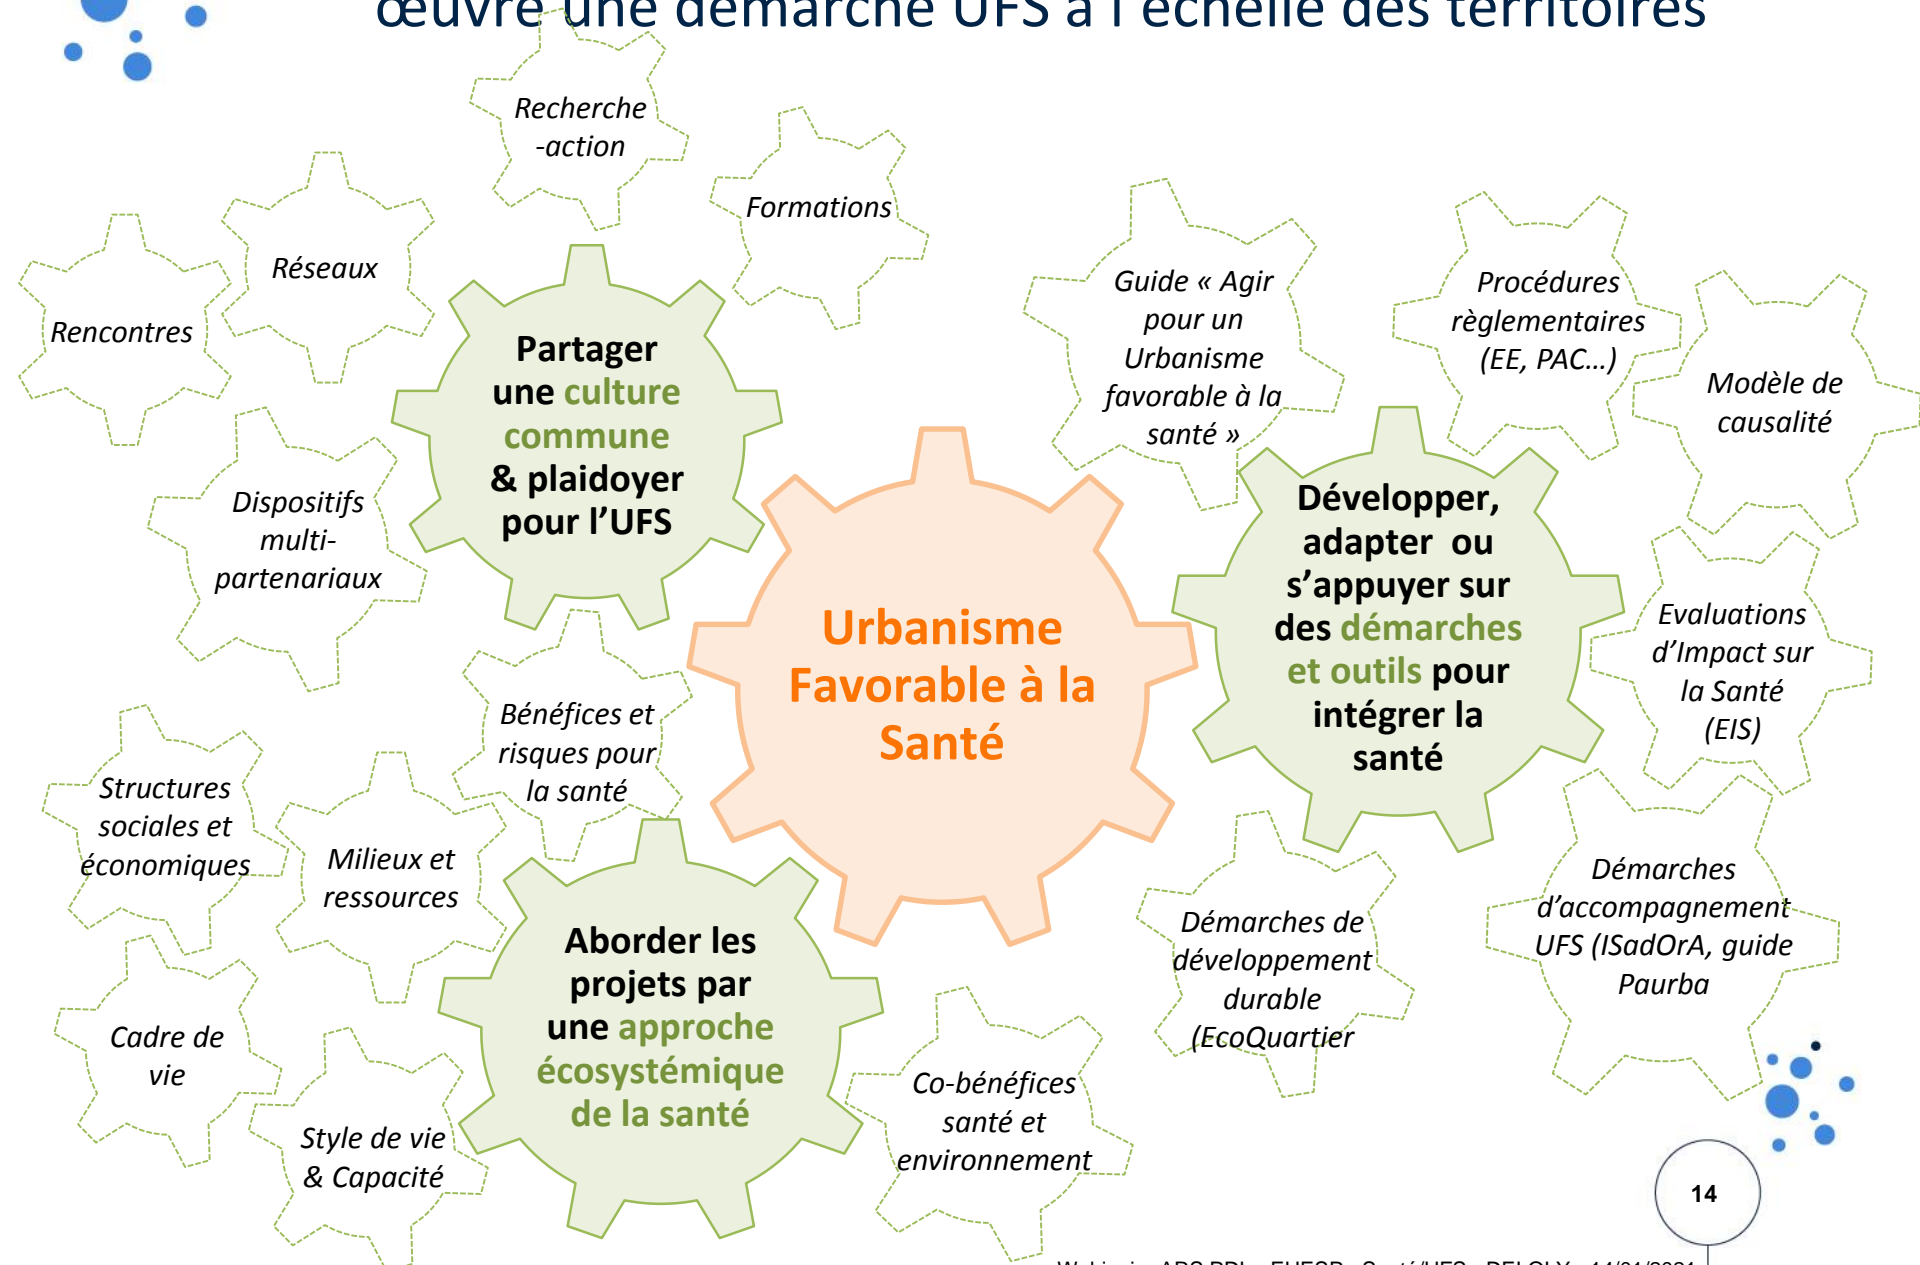 œuvre une démarche UFS à l'échelle des territoires
Recherche
-action
Formations
Réseaux
Rencontres
Partager
une culture
commune
& plaidoyer
pour l’UFS
Dispositifs
multi-
partenariaux
Guide « Agir
pour un
Urbanisme
favorable à la
santé »
Procédures
règlementaires
(EE, PAC…)
Modèle de
causalité
Urbanisme
Favorable à la
Santé
Développer,
adapter ou
s’appuyer sur
des démarches
et outils pour
intégrer la
santé
Evaluations
d’Impact sur
la Santé
(EIS)
Bénéfices et
risques pour
la santé
Structures
sociales et
économiques
Milieux et
ressources
Aborder les
projets par
une approche
écosystémique
de la santé
Cadre de
vie
Style de vie
& Capacité
Co-bénéfices
santé et
environnement
Démarches de
développement
durable
(EcoQuartier
Démarches
d’accompagnement
UFS (ISadOrA, guide
Paurba
14